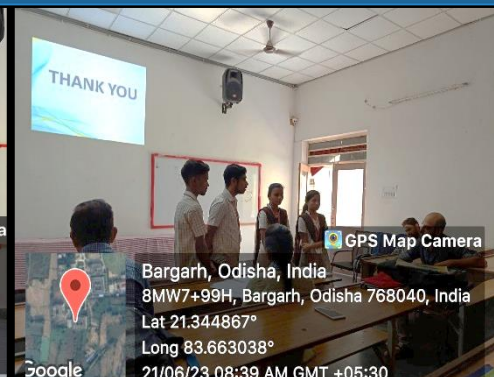 THANK YOU
GPS Map Camera
Bargarh, Odisha, India
8MW7+99H, Bargarh, Odisha 768040, India
Lat 21.344867°
Long 83.663038°
21/06/23 08:39 AM GMT +05:30
Google